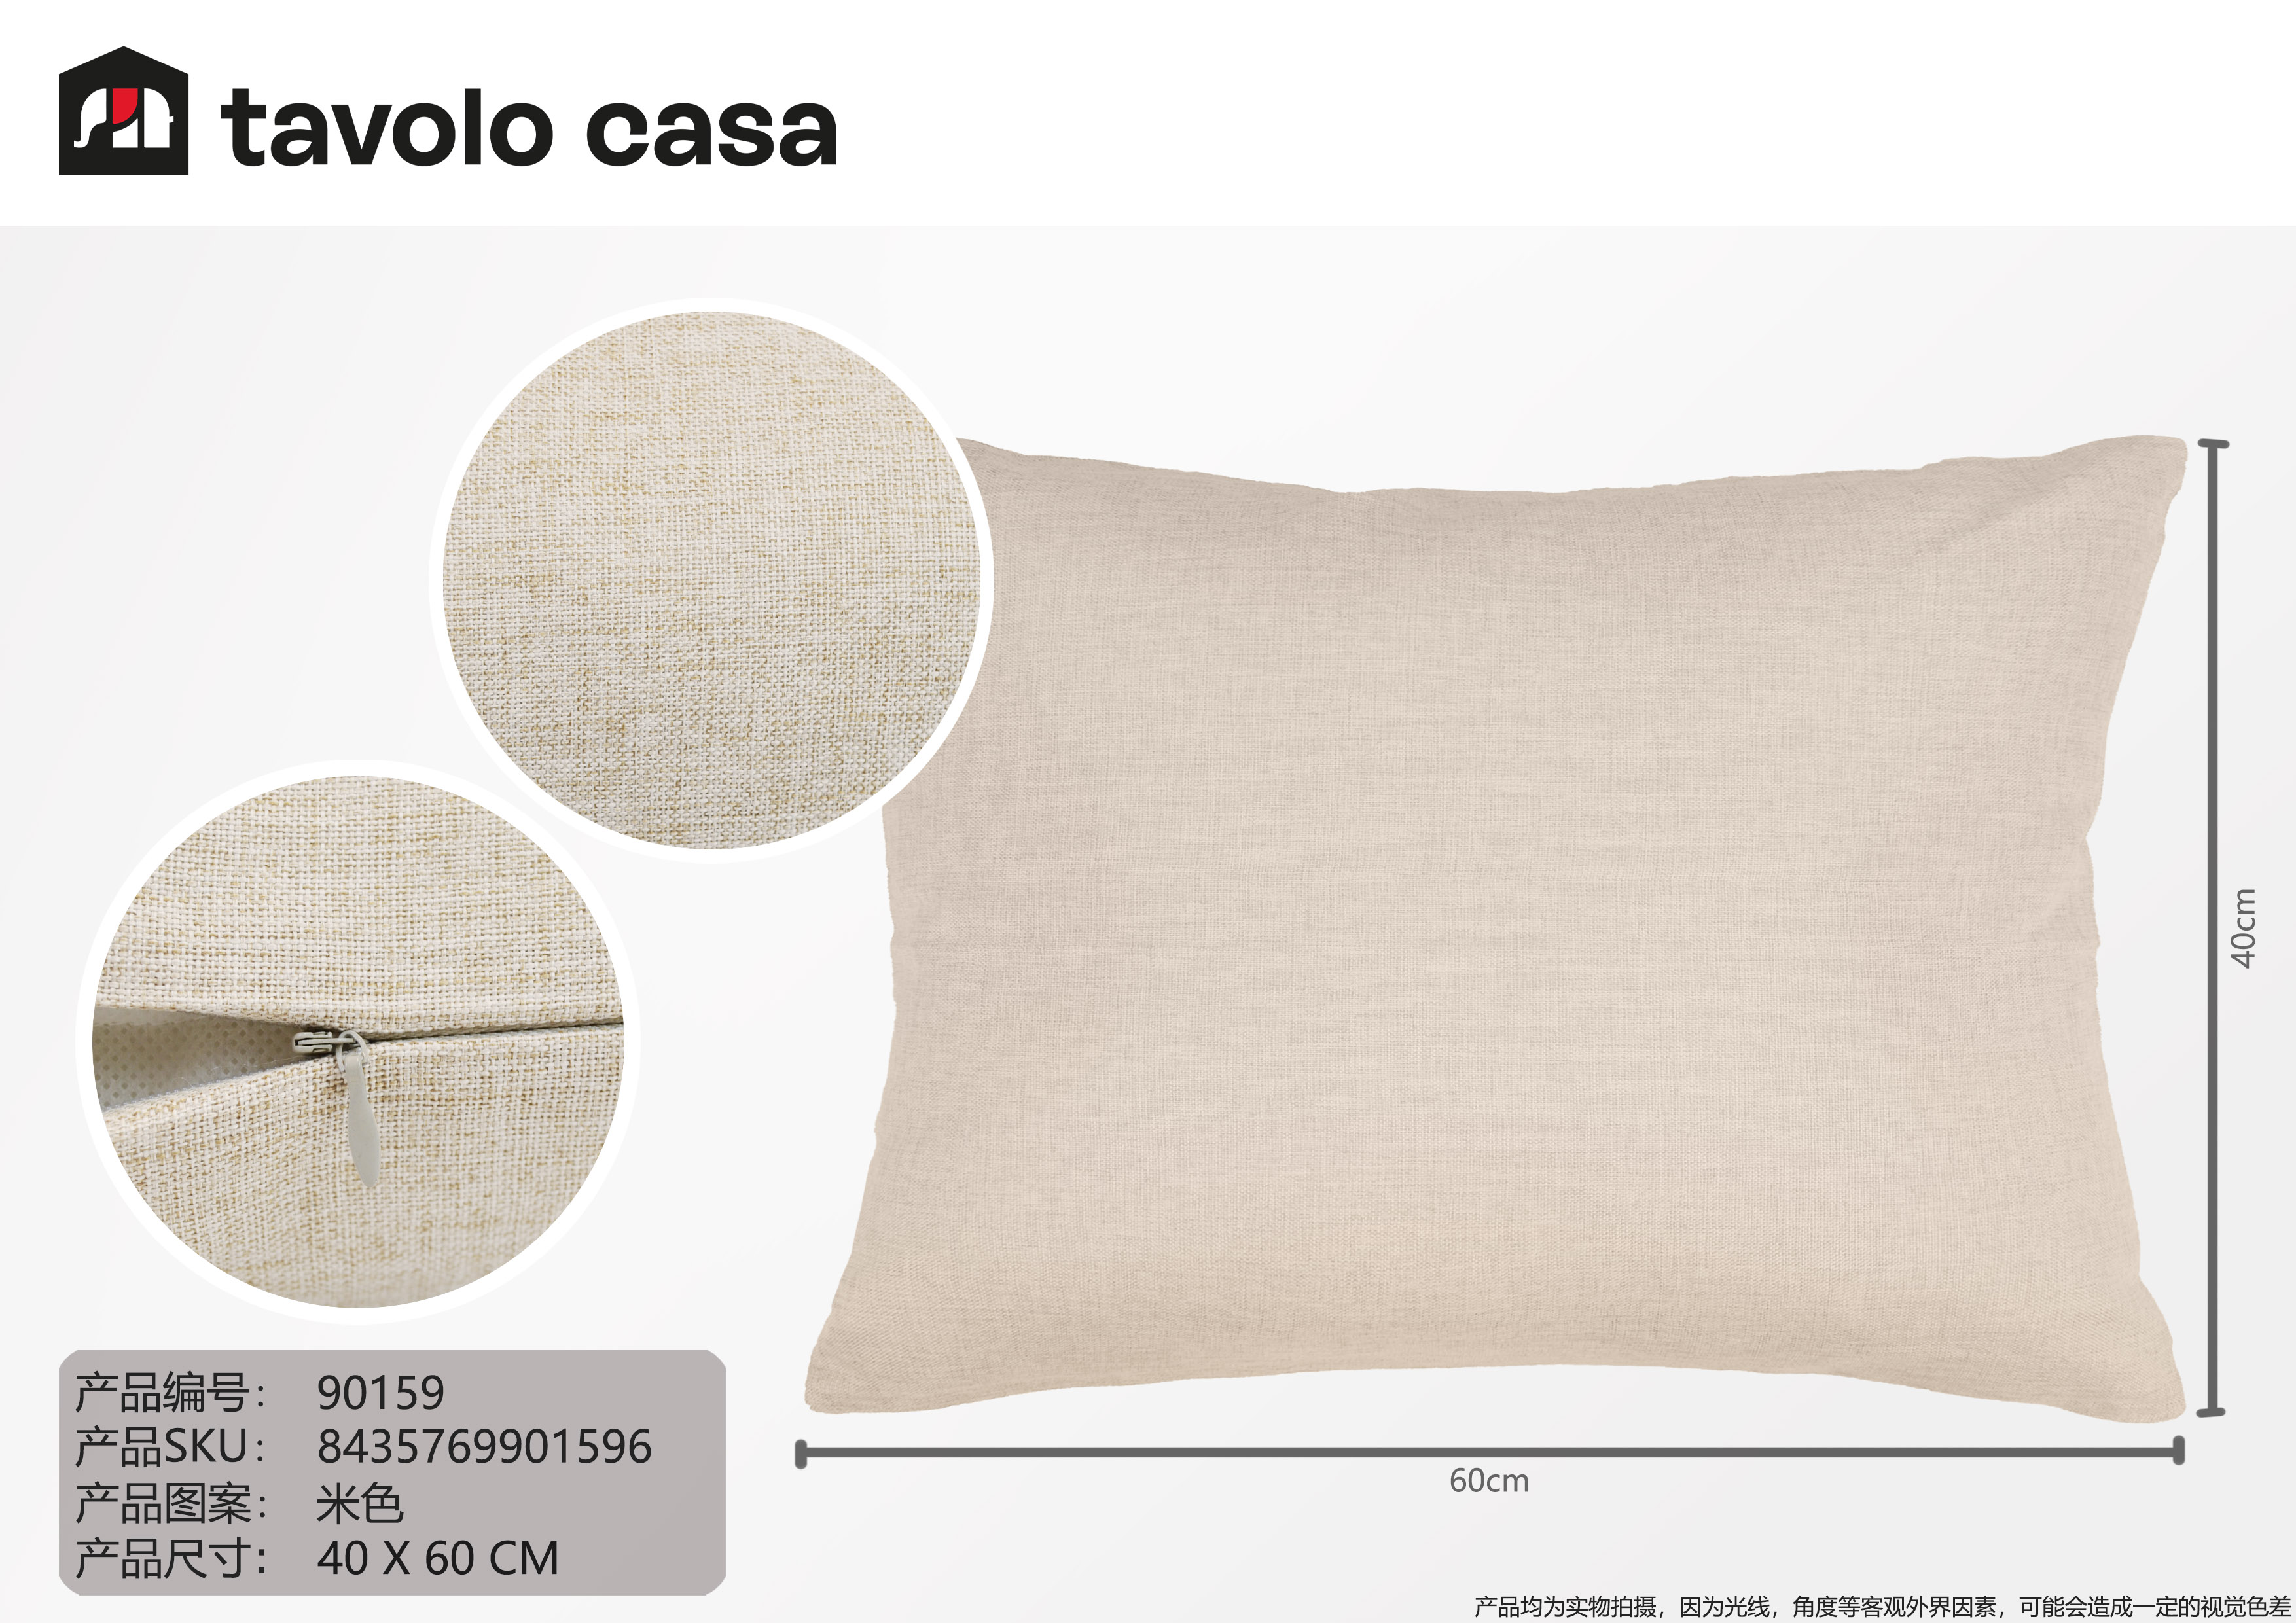 tavolo casa
40cm
60cm
产品编号： 90159
产品SKU： 8435769901596
产品图案： 米色
产品尺寸： 40 X 60 CM
产品均为实物拍摄，因为光线，角度等客观外界因素，可能会造成一定的视觉色差